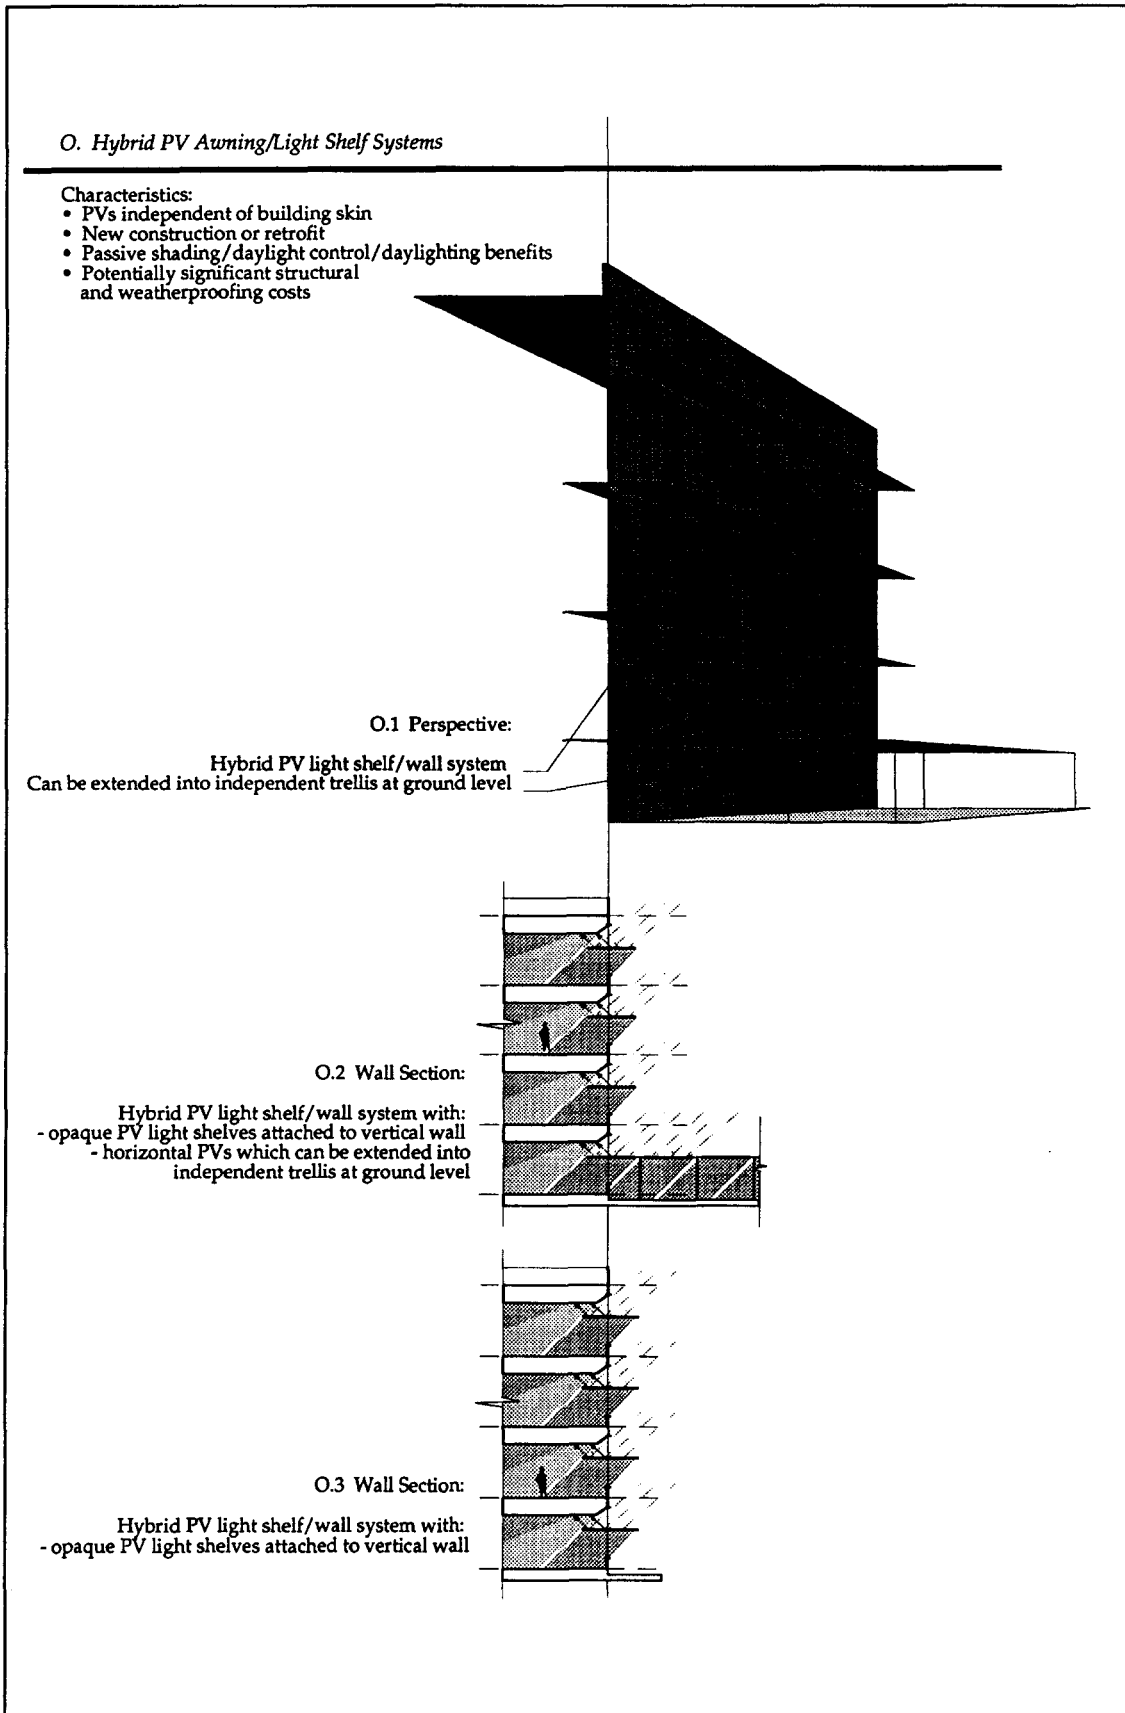 O. Hybrid PV Awning/Light Shelf Systems
Characteristics:
• PVs independent of building skin
• New construction or retrofit
• Passive shading/daylight control/daylighting benefits
• Potentially significant structural
and weatherproofing costs
O.1 Perspective:
Hybrid PV light shelf/wall system
Can be extended into independent trellis at ground level
O.2 Wall Section:
Hybrid PV light shelf/wall system with:
- opaque PV light shelves attached to vertical wall
- horizontal PVs which can be extended into
independent trellis at ground level
O.3 Wall Section:
Hybrid PV light shelf/wall system with:
- opaque PV light shelves attached to vertical wall